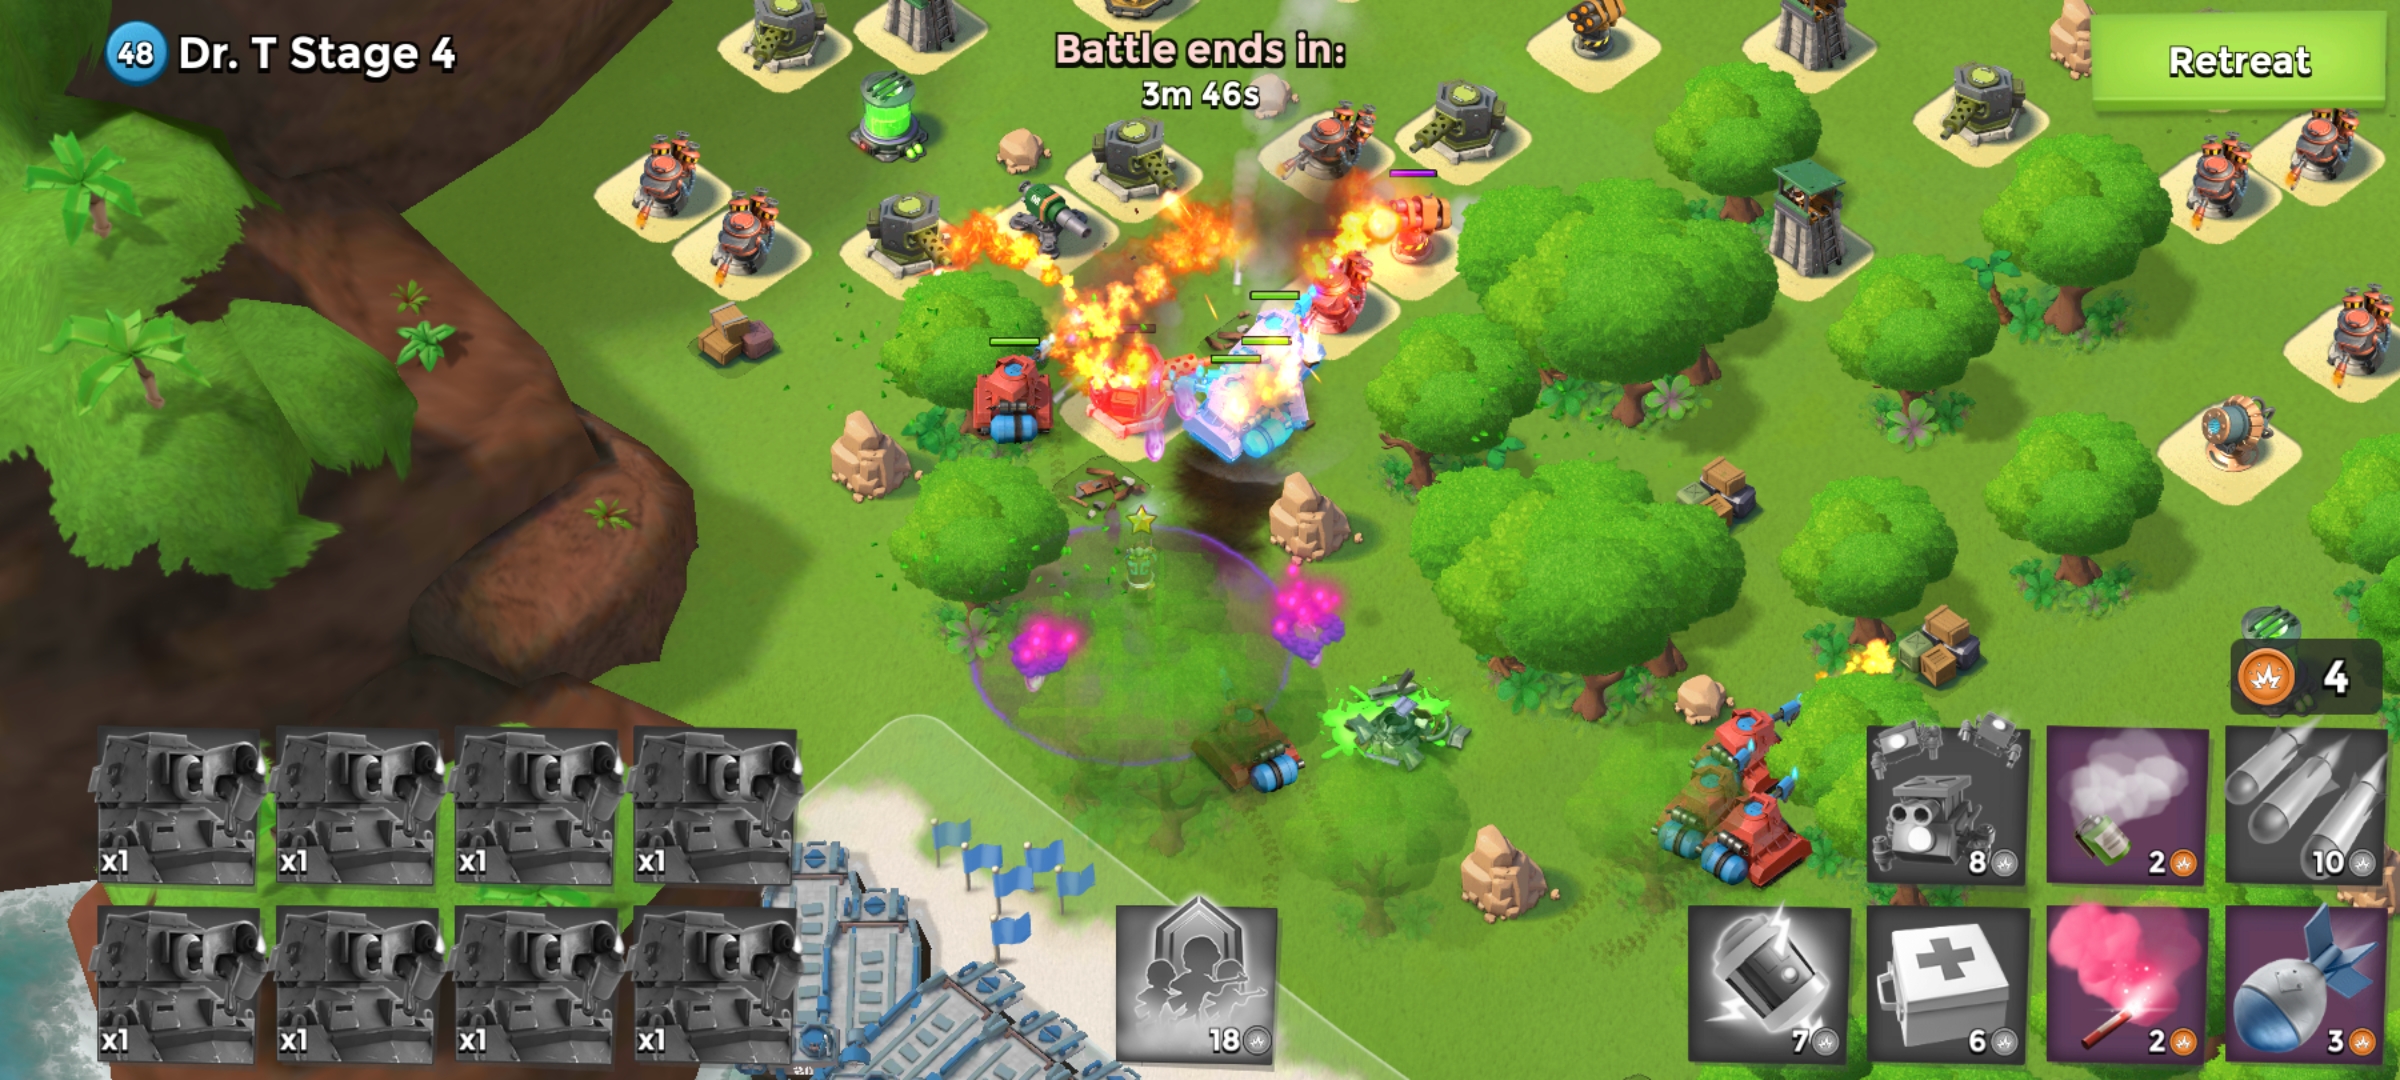 48 Dr. T Stage 4
Battle ends in:
3m 46s
Retreat
4
x1 x1 x1 x1
8 2 10
x1 x1 x1 x1
18 7 6 2 3